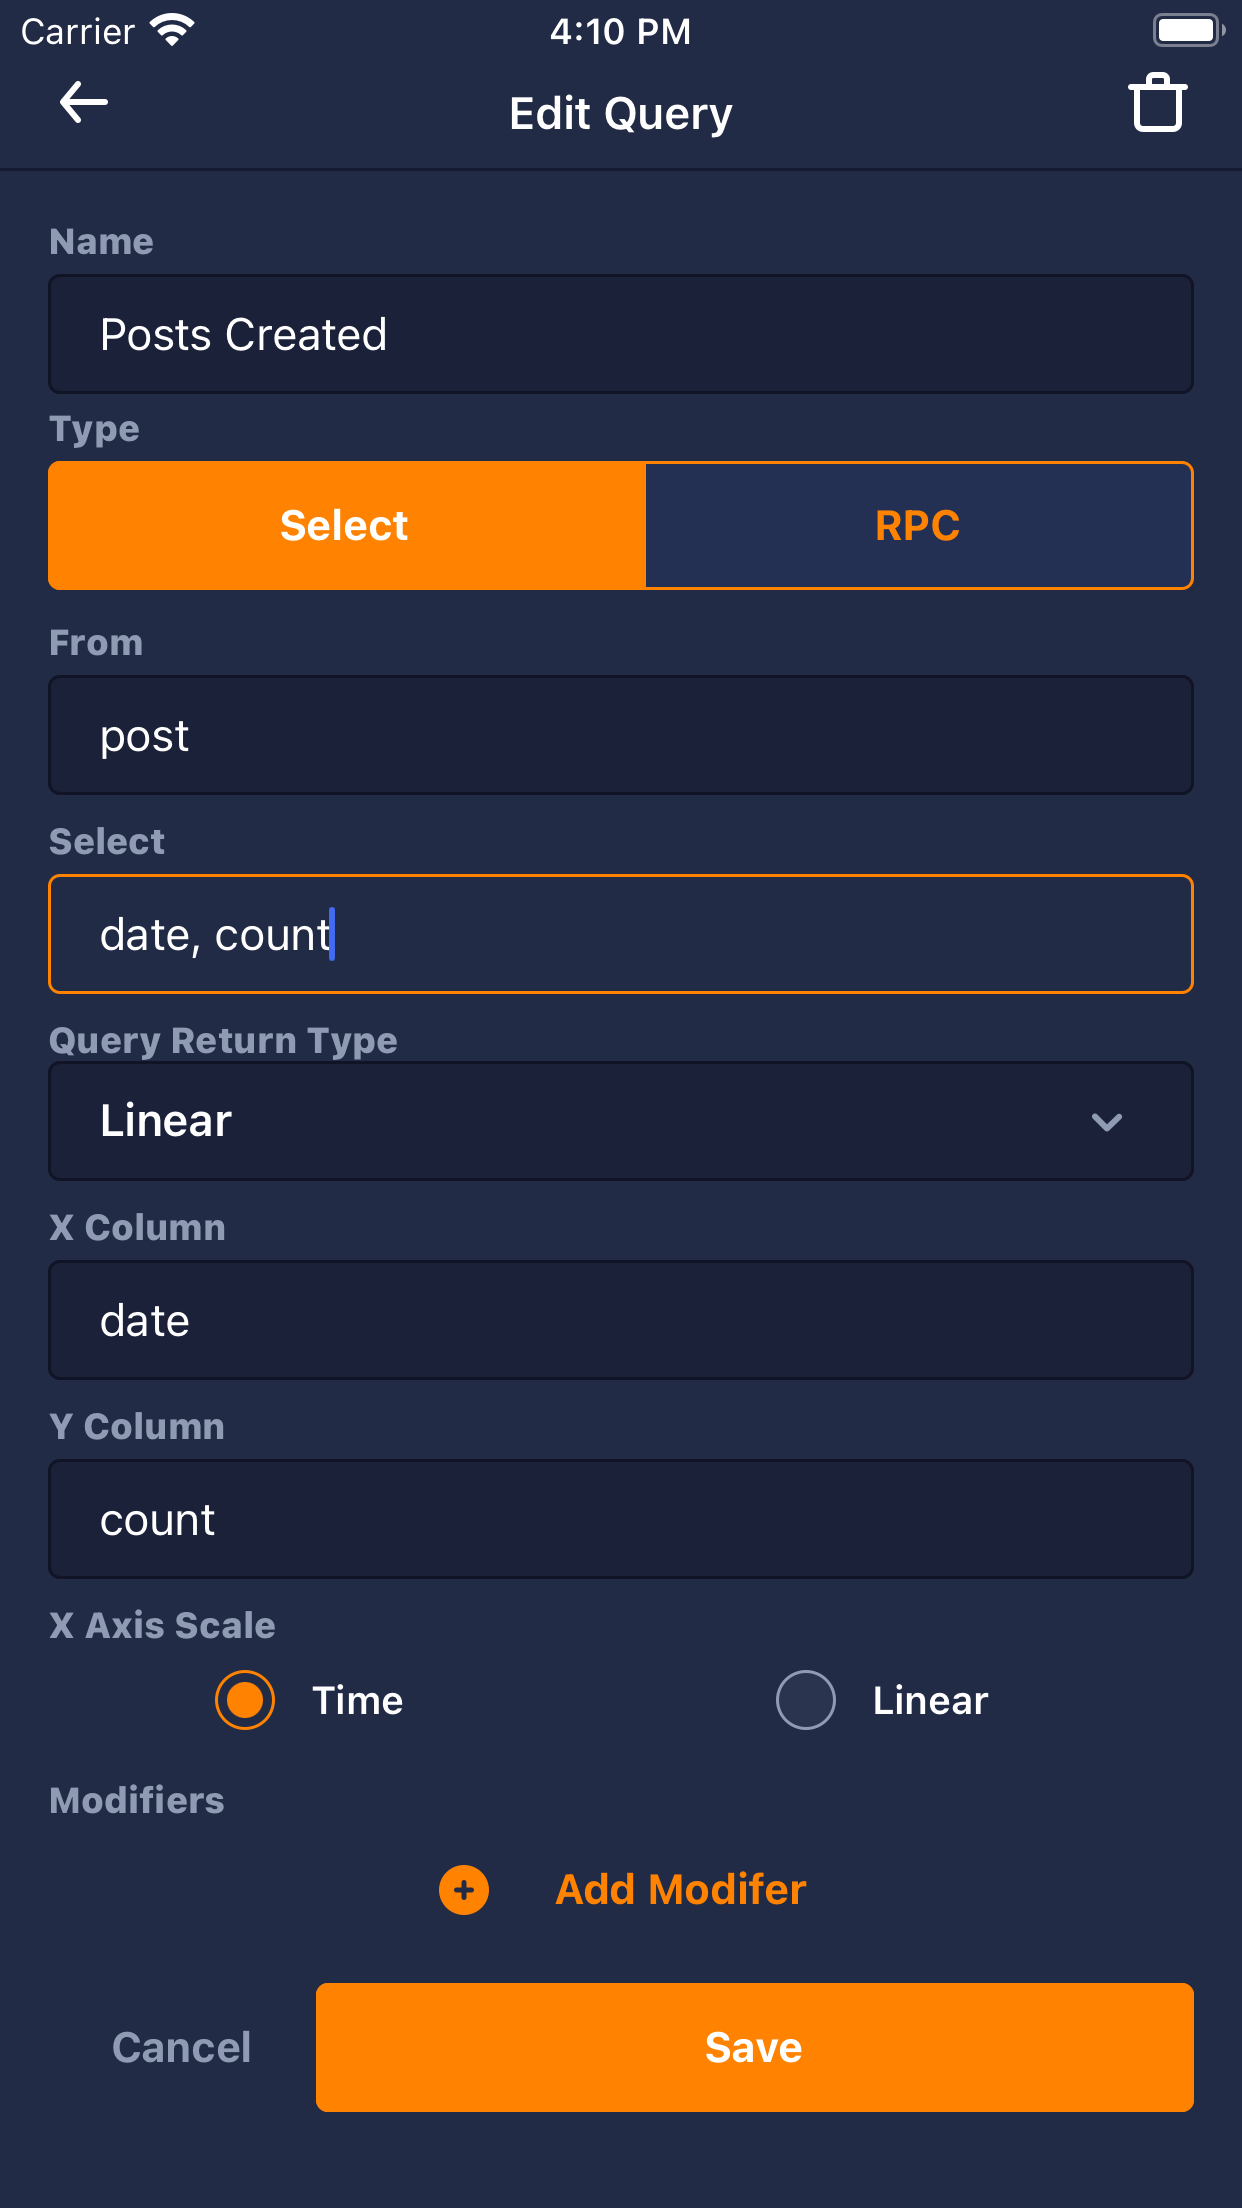 Carrier 4:10 PM
Edit Query
Name
Posts Created
Type
Select RPC
From
post
Select
date, count
Query Return Type
Linear
X Column
date
Y Column
count
X Axis Scale
Time Linear
Modifiers
Add Modifer
Cancel Save